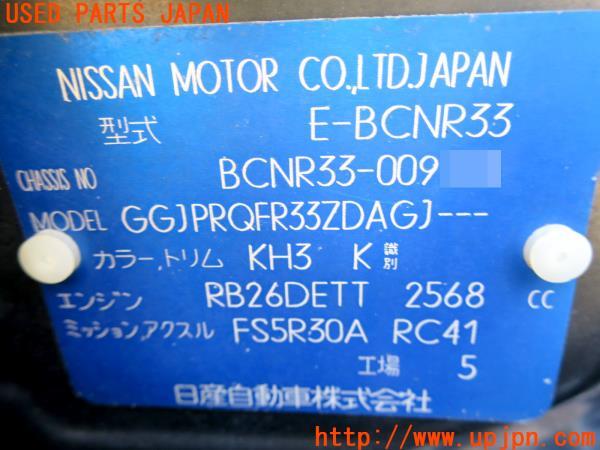 USED PARTS JAPAN
NISSAN MOTOR CO.,LTD.JAPAN
型式 E-BCNR33
CHASSIS NO BCNR33-009
MODEL GGJPRQFR33ZDAGJ---
カラー,トリム KH3 K 識別
エンジン RB26DETT 2568 CC
ミッション,アクスル FS5R30A RC41
工場 5
日産自動車株式会社
http://www.upjpn.com/